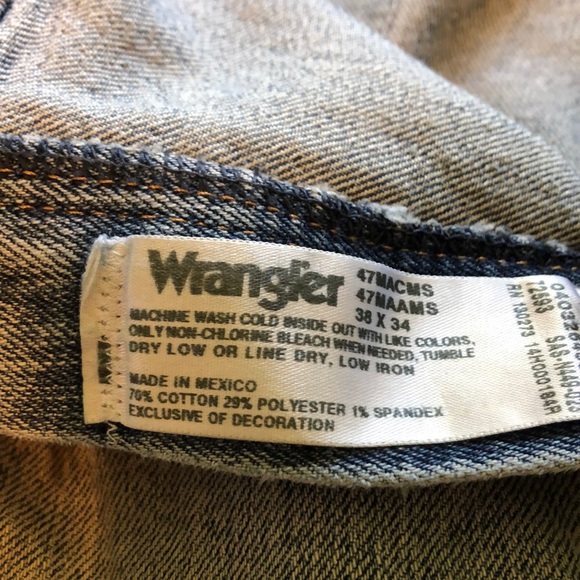 Wrangler
47MACMS
47MAAMS
38 X 34
MACHINE WASH COLD INSIDE OUT WITH LIKE COLORS,
ONLY NON-CHLORINE BLEACH WHEN NEEDED, TUMBLE
DRY LOW OR LINE DRY, LOW IRON
MADE IN MEXICO
70% COTTON 29% POLYESTER 1% SPANDEX
EXCLUSIVE OF DECORATION